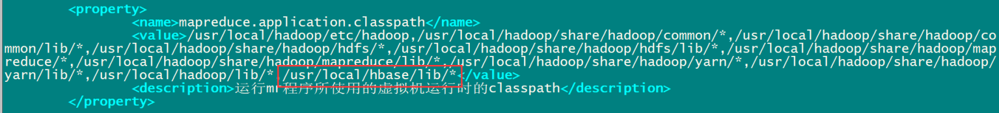 <property>
<name>mapreduce.application.classpath</name>
<value>/usr/local/hadoop/etc/hadoop,/usr/local/hadoop/share/hadoop/common/*,/usr/local/hadoop/share/hadoop/co
mmon/lib/*,/usr/local/hadoop/share/hadoop/hdfs/*,/usr/local/hadoop/share/hadoop/hdfs/lib/*,/usr/local/hadoop/share/hadoop/map
reduce/*,/usr/local/hadoop/share/hadoop/mapreduce/lib/*,/usr/local/hadoop/share/hadoop/yarn/*,/usr/local/hadoop/share/hadoop/
yarn/lib/*,/usr/local/hadoop/lib/*,/usr/local/hbase/lib/*</value>
<description>运行mr程序所使用的虚拟机运行时的classpath</description>
</property>